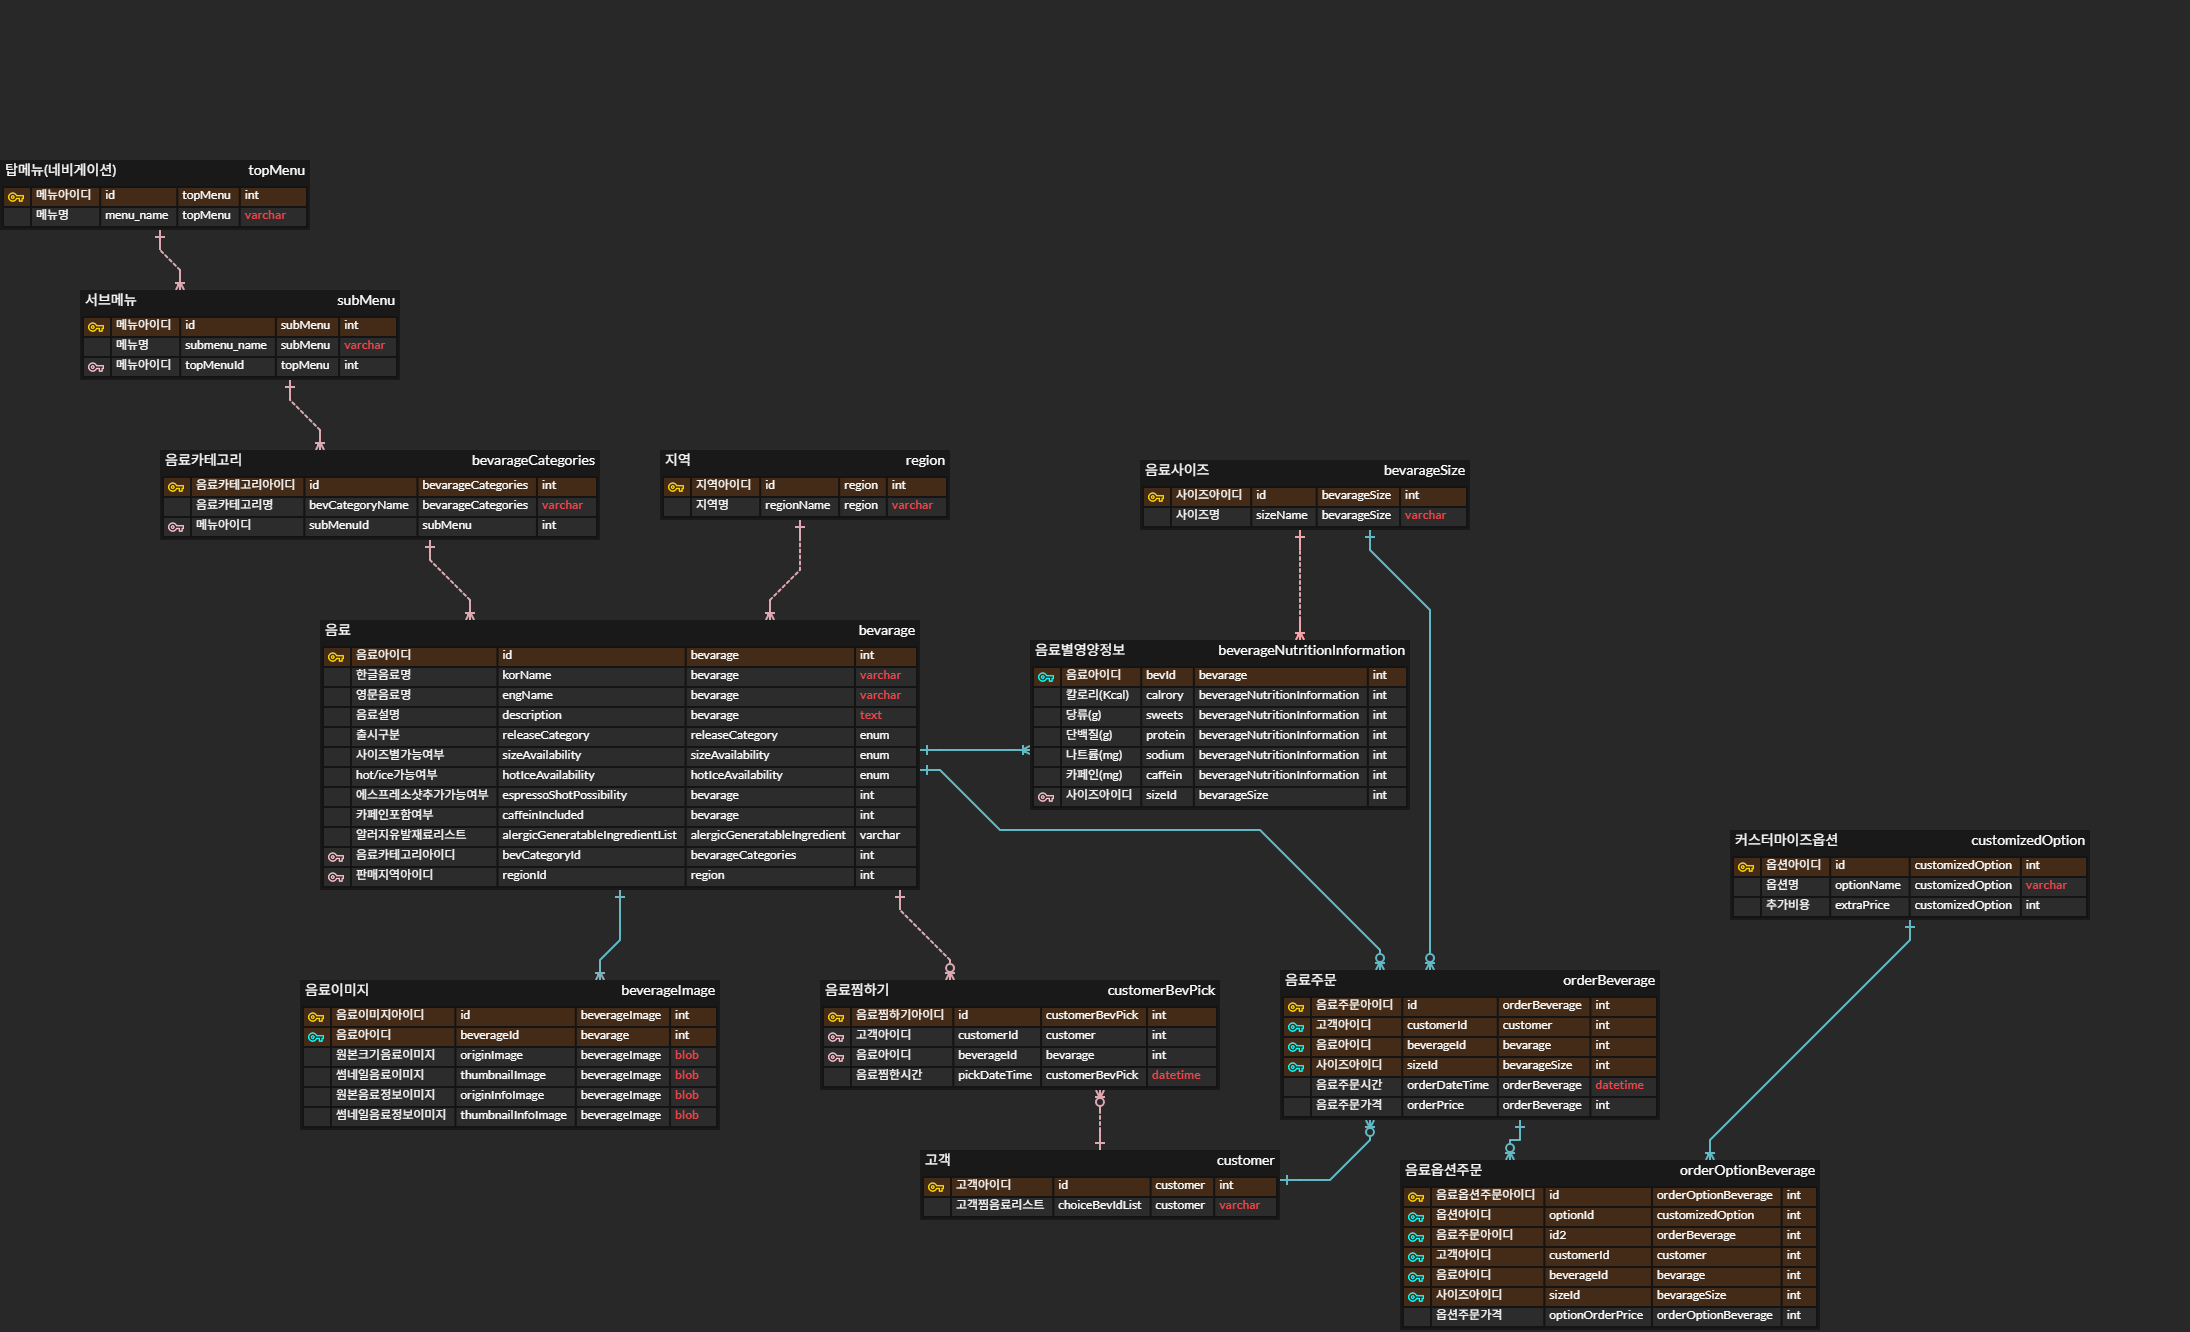 탑메뉴(네비게이션) topMenu
메뉴아이디 id topMenu int
메뉴명 menu_name topMenu varchar
서브메뉴 subMenu
메뉴아이디 id subMenu int
메뉴명 submenu_name subMenu varchar
메뉴아이디 topMenuId topMenu int
음료카테고리 bevarageCategories
음료카테고리아이디 id bevarageCategories int
음료카테고리명 bevCategoryName bevarageCategories varchar
메뉴아이디 subMenuId subMenu int
지역 region
지역아이디 id region int
지역명 regionName region varchar
음료사이즈 bevarageSize
사이즈아이디 id bevarageSize int
사이즈명 sizeName bevarageSize varchar
음료 bevarage
음료아이디 id bevarage int
한글음료명 korName bevarage varchar
영문음료명 engName bevarage varchar
음료설명 description bevarage text
출시구분 releaseCategory releaseCategory enum
사이즈별가능여부 sizeAvailability sizeAvailability enum
hot/ice가능여부 hotIceAvailability hotIceAvailability enum
에스프레소샷추가가능여부 espressoShotPossibility bevarage int
카페인포함여부 caffeinIncluded bevarage int
알러지유발재료리스트 alergicGeneratableIngredientList alergicGeneratableIngredient varchar
음료카테고리아이디 bevCategoryId bevarageCategories int
판매지역아이디 regionId region int
음료별영양정보 beverageNutritionInformation
음료아이디 bevId bevarage int
칼로리(Kcal) calrory beverageNutritionInformation int
당류(g) sweets beverageNutritionInformation int
단백질(g) protein beverageNutritionInformation int
나트륨(mg) sodium beverageNutritionInformation int
카페인(mg) caffein beverageNutritionInformation int
사이즈아이디 sizeId bevarageSize int
커스터마이즈옵션 customizedOption
옵션아이디 id customizedOption int
옵션명 optionName customizedOption varchar
추가비용 extraPrice customizedOption int
음료이미지 beverageImage
음료이미지아이디 id beverageImage int
음료아이디 beverageId bevarage int
원본크기음료이미지 originImage beverageImage blob
썸네일음료이미지 thumbnailImage beverageImage blob
원본음료정보이미지 originInfoImage beverageImage blob
썸네일음료정보이미지 thumbnailInfoImage beverageImage blob
음료찜하기 customerBevPick
음료찜하기아이디 id customerBevPick int
고객아이디 customerId customer int
음료아이디 beverageId bevarage int
음료찜한시간 pickDateTime customerBevPick datetime
음료주문 orderBeverage
음료주문아이디 id orderBeverage int
고객아이디 customerId customer int
음료아이디 beverageId bevarage int
사이즈아이디 sizeId bevarageSize int
음료주문시간 orderDateTime orderBeverage datetime
음료주문가격 orderPrice orderBeverage int
고객 customer
고객아이디 id customer int
고객찜음료리스트 choiceBevIdList customer varchar
음료옵션주문 orderOptionBeverage
음료옵션주문아이디 id orderOptionBeverage int
옵션아이디 optionId customizedOption int
음료주문아이디 id2 orderBeverage int
고객아이디 customerId customer int
음료아이디 beverageId bevarage int
사이즈아이디 sizeId bevarageSize int
옵션주문가격 optionOrderPrice orderOptionBeverage int